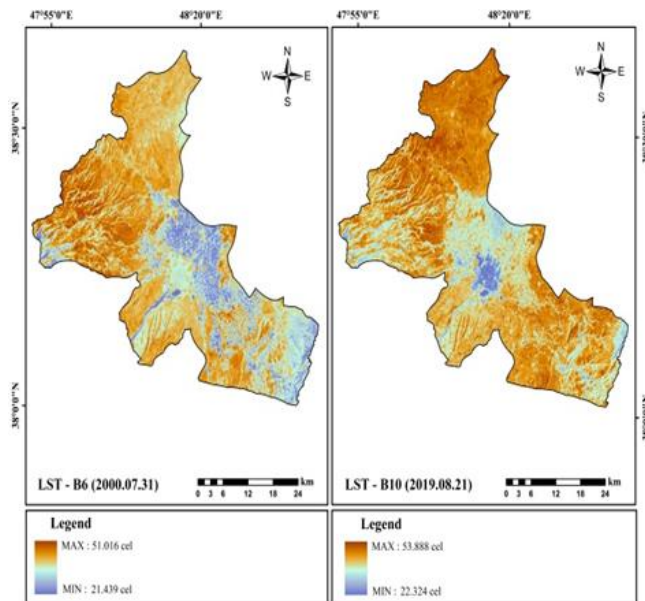 47°55'0"E 48°20'0"E 47°55'0"E 48°20'0"E
N
W E
S
N
W E
S
38°30'0"N
38°0'0"N
LST - B6 (2000.07.31)
km
0 3 6 12 18 24
LST - B10 (2019.08.21)
km
0 3 6 12 18 24
Legend
MAX : 51.016 cel
MIN : 21.439 cel
Legend
MAX : 53.888 cel
MIN : 22.324 cel